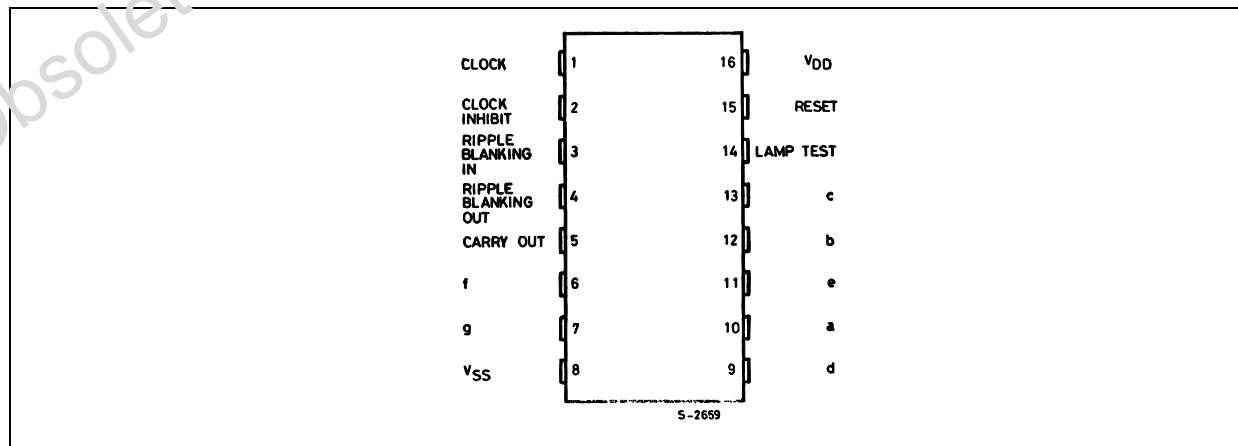 CLOCK 1 16 VDD
CLOCK
INHIBIT 2 15 RESET
RIPPLE
BLANKING
IN 3 14 LAMP TEST
RIPPLE
BLANKING
OUT 4 13 c
CARRY OUT 5 12 b
f 6 11 e
g 7 10 a
VSS 8 9 d
S-2659